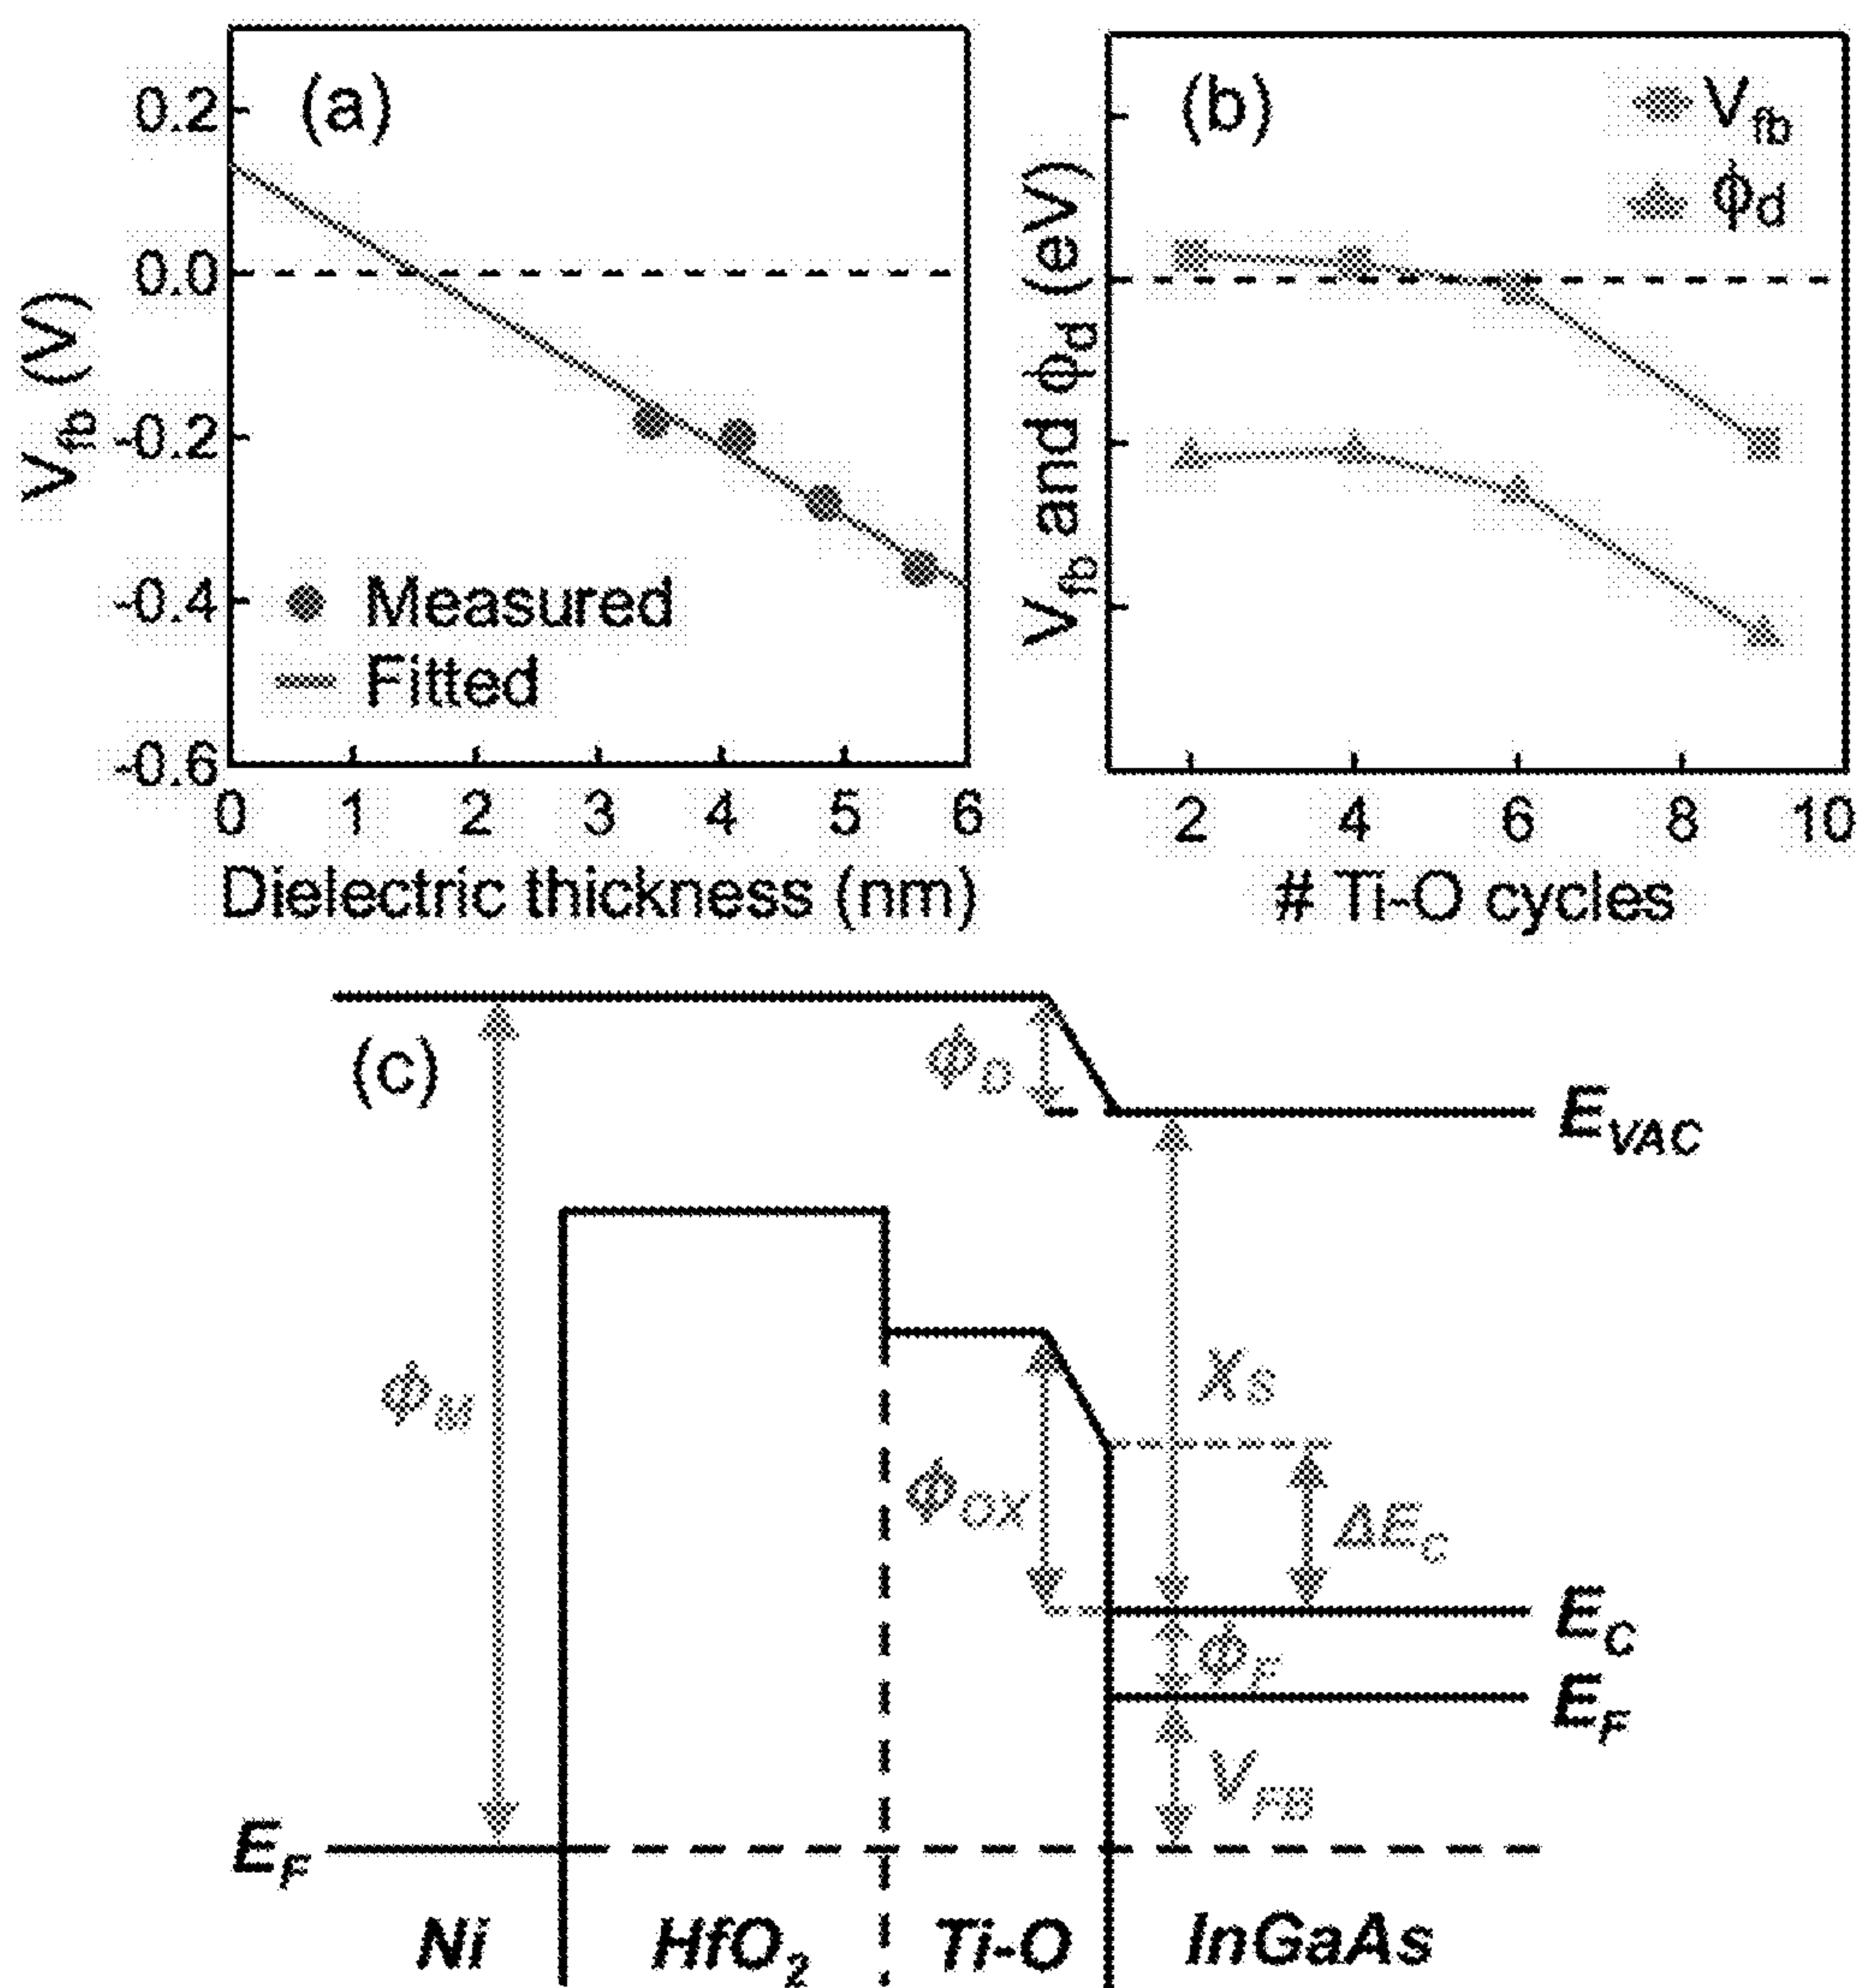 (a)
V_fb (V)
0.2
0.0
-0.2
-0.4
-0.6
Measured
Fitted
0 1 2 3 4 5 6
Dielectric thickness (nm)
(b)
V_fb
ϕ_d
V_fb and ϕ_d (eV)
2 4 6 8 10
# Ti-O cycles
(c)
ϕ_D
E_VAC
ϕ_M
χ_S
ϕ_OX
ΔE_C
E_C
ϕ_F
E_F
V_FB
E_F
Ni HfO₂ Ti-O InGaAs